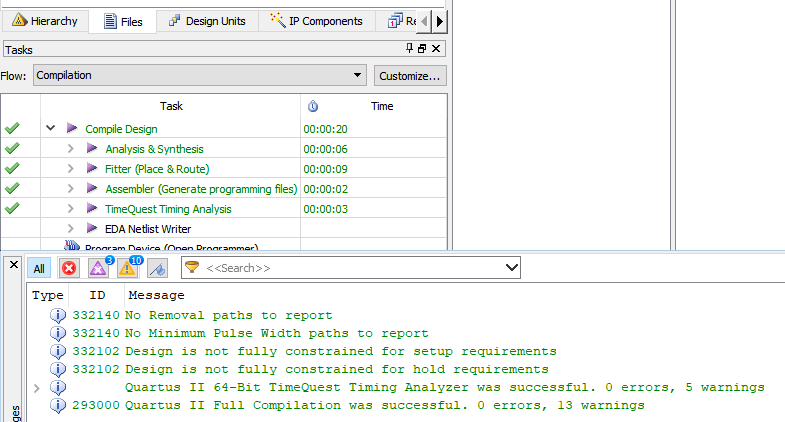 Hierarchy Files Design Units IP Components Re
Tasks
Flow: Compilation Customize...
Task Time
Compile Design 00:00:20
Analysis & Synthesis 00:00:06
Fitter (Place & Route) 00:00:09
Assembler (Generate programming files) 00:00:02
TimeQuest Timing Analysis 00:00:03
EDA Netlist Writer
Program Device (Open Programmer)
All 3 10 <<Search>>
Type ID Message
332140 No Removal paths to report
332140 No Minimum Pulse Width paths to report
332102 Design is not fully constrained for setup requirements
332102 Design is not fully constrained for hold requirements
Quartus II 64-Bit TimeQuest Timing Analyzer was successful. 0 errors, 5 warnings
293000 Quartus II Full Compilation was successful. 0 errors, 13 warnings
ges